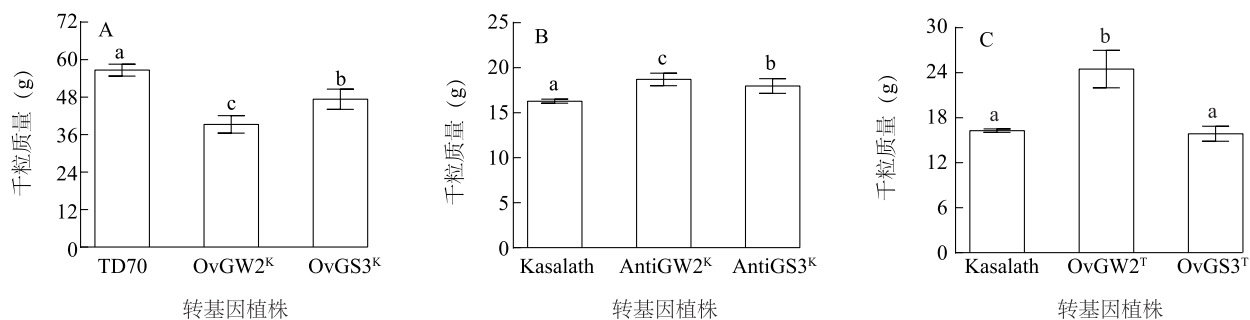 A
72
60
48
36
24
12
0
千粒质量（g）
a
c
b
TD70
OvGW2ᴷ
OvGS3ᴷ
转基因植株
B
25
20
15
10
5
0
千粒质量（g）
a
c
b
Kasalath
AntiGW2ᴷ
AntiGS3ᴷ
转基因植株
C
30
24
18
12
6
0
千粒质量（g）
a
b
a
Kasalath
OvGW2ᵀ
OvGS3ᵀ
转基因植株